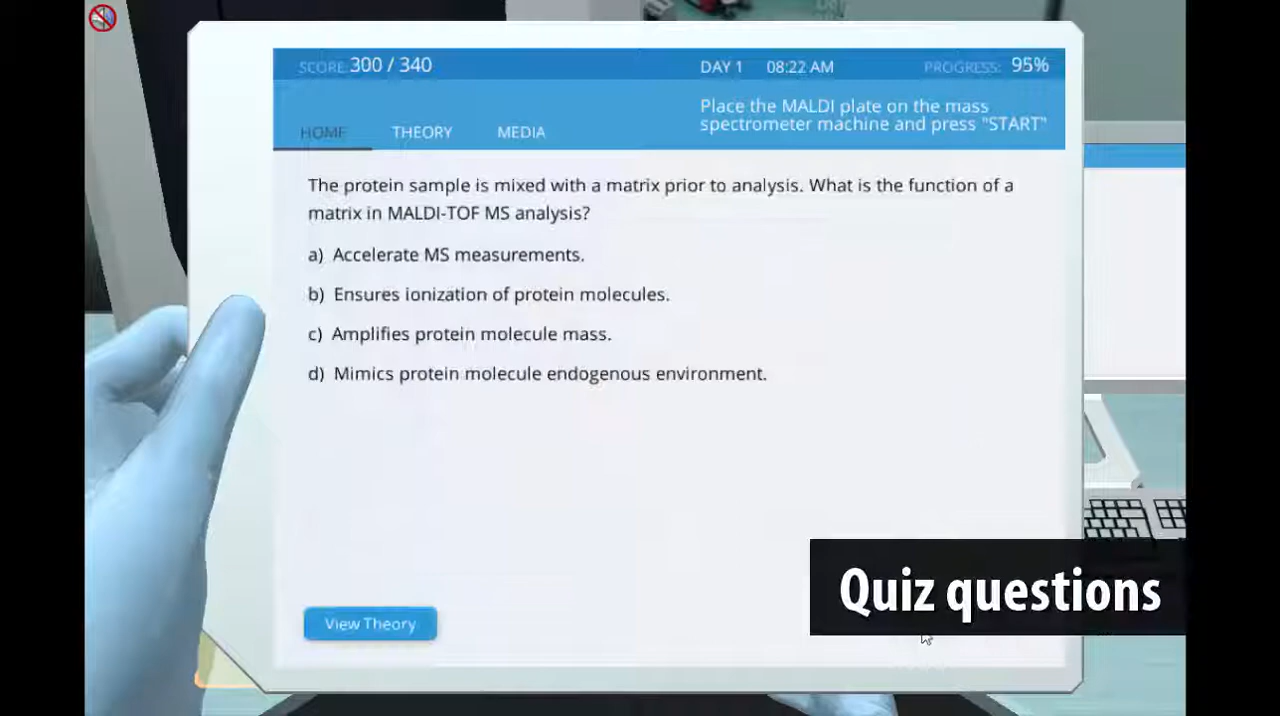 SCORE: 300 / 340
DAY 1 08:22 AM
PROGRESS: 95%
Place the MALDI plate on the mass
spectrometer machine and press "START"
HOME THEORY MEDIA
The protein sample is mixed with a matrix prior to analysis. What is the function of a
matrix in MALDI-TOF MS analysis?
a) Accelerate MS measurements.
b) Ensures ionization of protein molecules.
c) Amplifies protein molecule mass.
d) Mimics protein molecule endogenous environment.
View Theory
Quiz questions